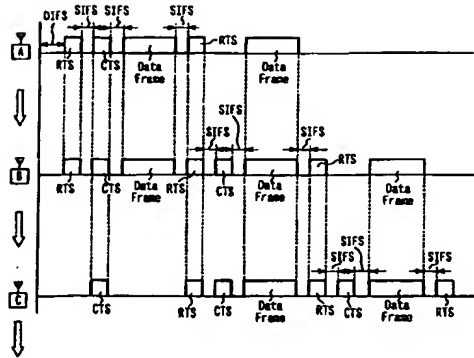 DIFS SIFS SIFS SIFS
RTS
A
RTS CTS Data Frame Data Frame
SIFS SIFS SIFS
RTS
B
RTS CTS Data Frame RTS CTS Data Frame Data Frame
SIFS SIFS SIFS
C
CTS RTS CTS Data Frame RTS CTS Data Frame RTS